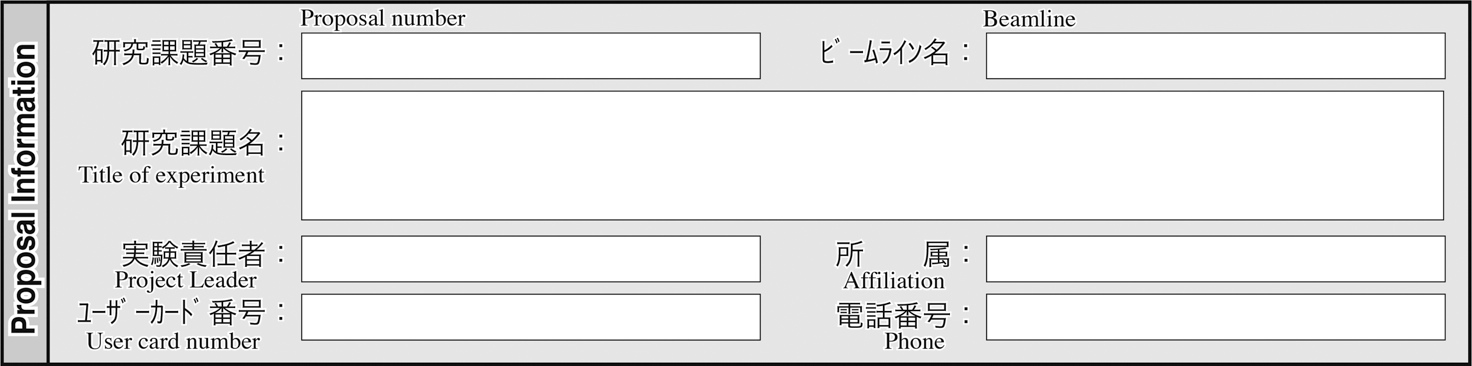 Proposal Information
Proposal number
Beamline
研究課題番号：
ﾋﾞｰﾑﾗｲﾝ名：
研究課題名：
Title of experiment
実験責任者：
所　　属：
Project Leader
Affiliation
ﾕｰｻﾞｰｶｰﾄﾞ番号：
電話番号：
User card number
Phone